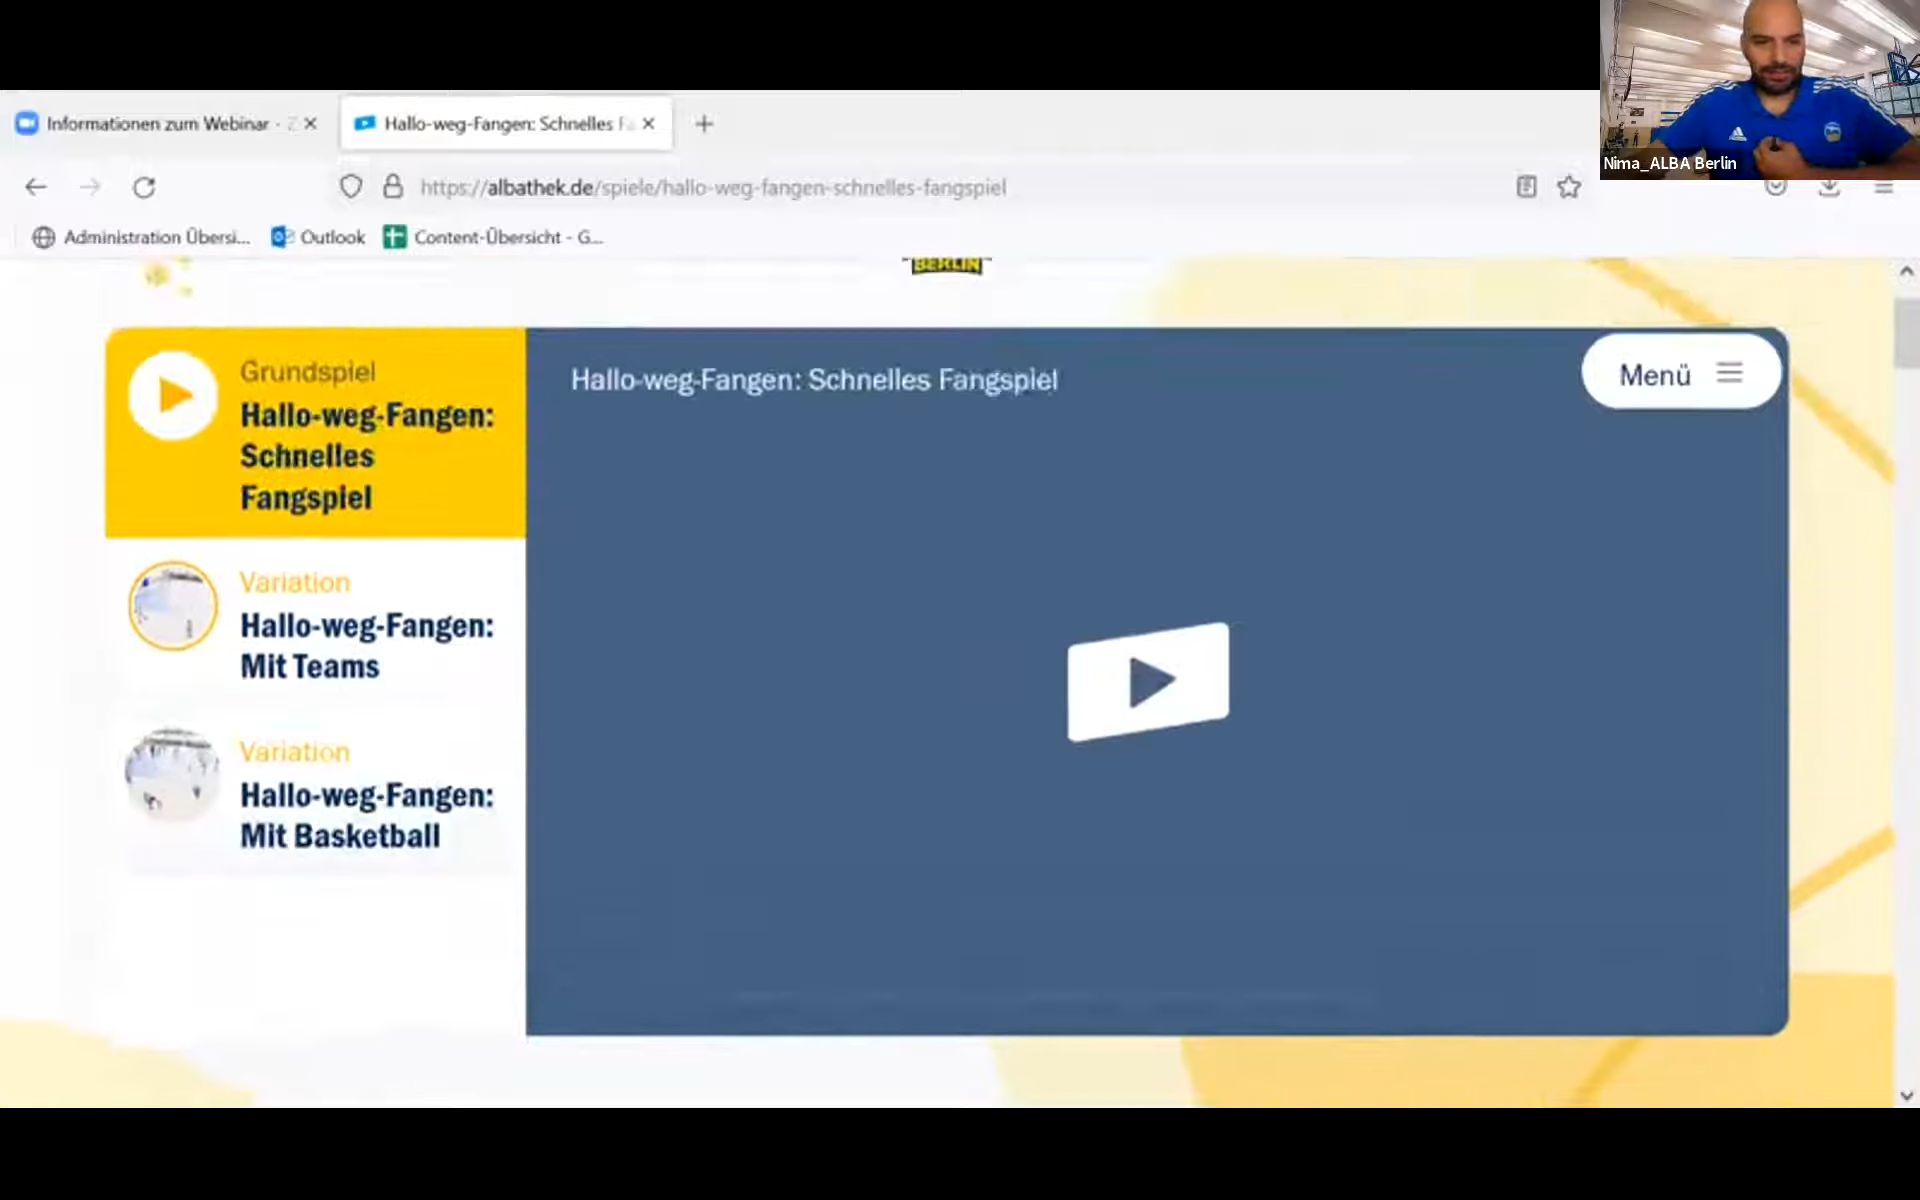 Informationen zum Webinar - Z
Hallo-weg-Fangen: Schnelles Fa
Nima_ALBA Berlin
https://albathek.de/spiele/hallo-weg-fangen-schnelles-fangspiel
Administration Übersi...
Outlook
Content-Übersicht - G...
BERLIN
Grundspiel
Hallo-weg-Fangen:
Schnelles
Fangspiel
Hallo-weg-Fangen: Schnelles Fangspiel
Menü
Variation
Hallo-weg-Fangen:
Mit Teams
Variation
Hallo-weg-Fangen:
Mit Basketball